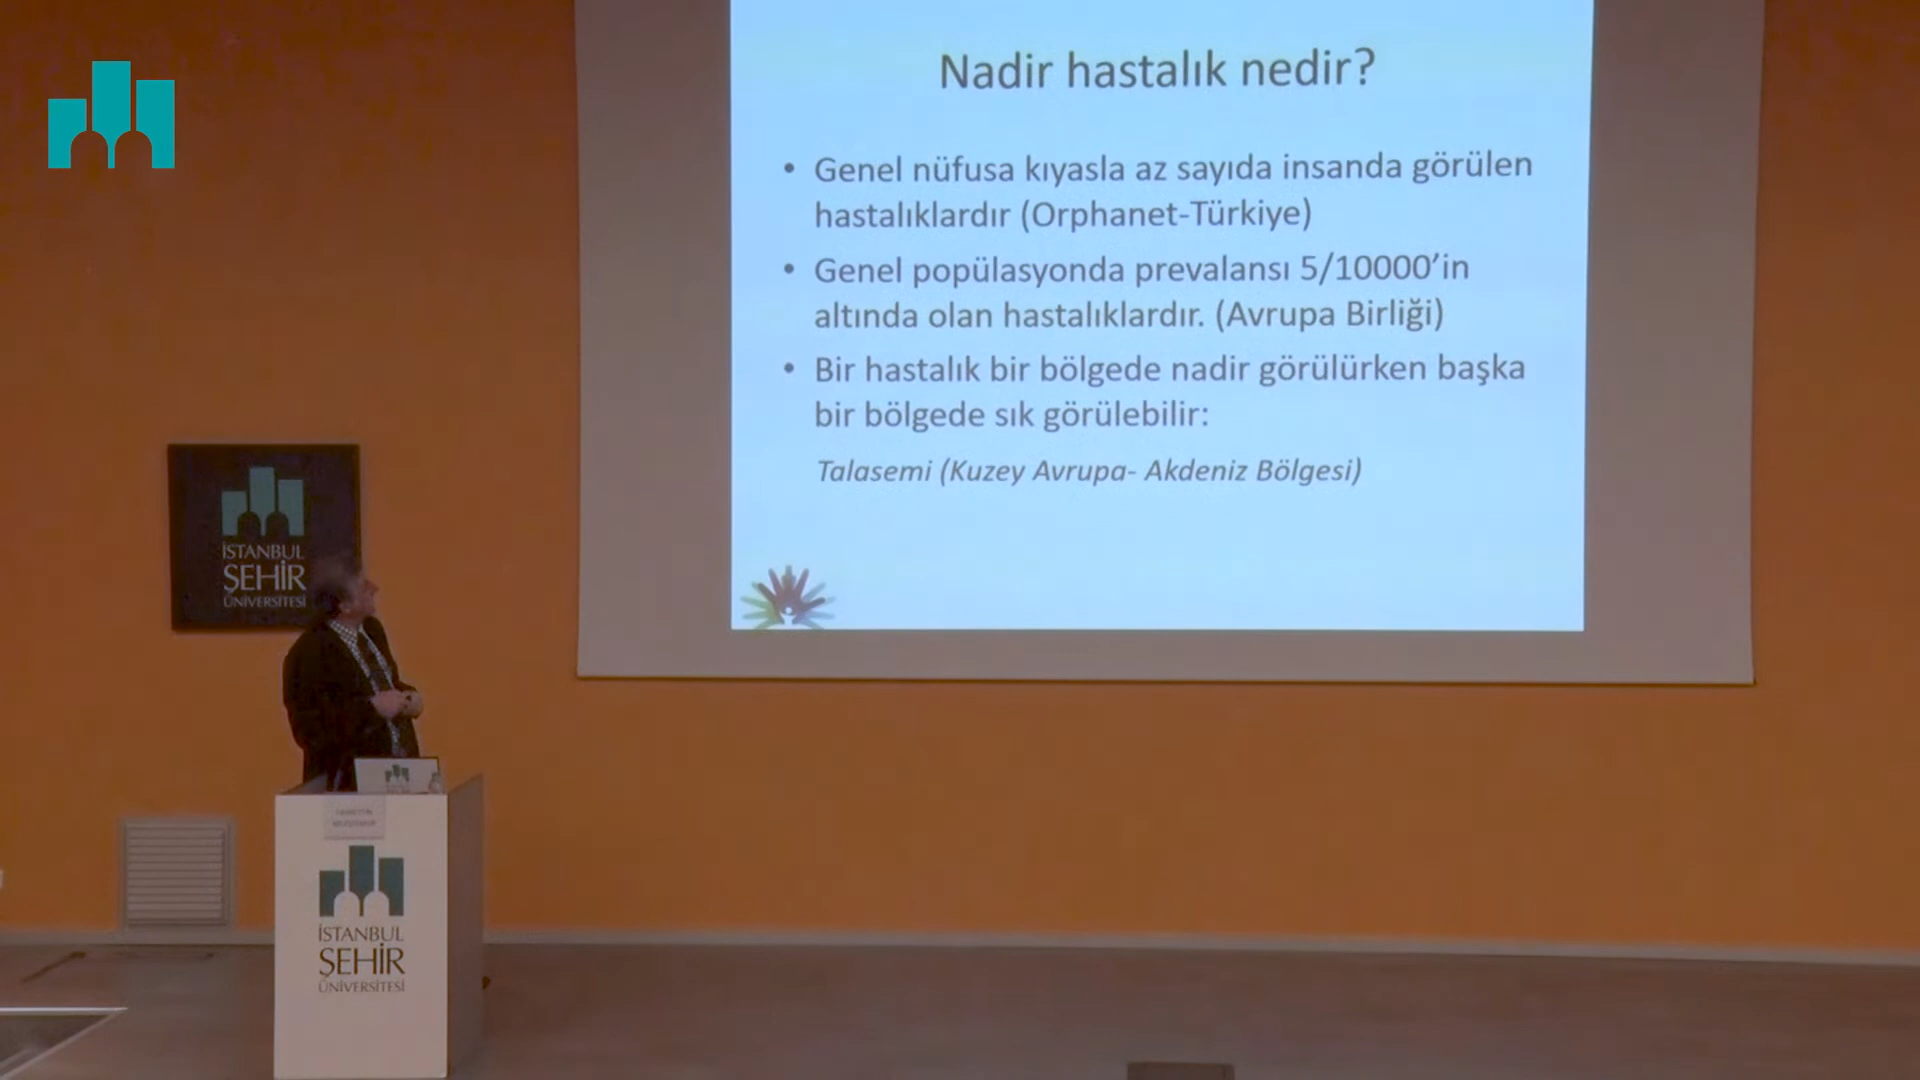 Nadir hastalık nedir?
• Genel nüfusa kıyasla az sayıda insanda görülen
hastalıklardır (Orphanet-Türkiye)
• Genel popülasyonda prevalansı 5/10000’in
altında olan hastalıklardır. (Avrupa Birliği)
• Bir hastalık bir bölgede nadir görülürken başka
bir bölgede sık görülebilir:
Talasemi (Kuzey Avrupa- Akdeniz Bölgesi)
İSTANBUL
ŞEHİR
ÜNİVERSİTESİ
İSTANBUL
ŞEHİR
ÜNİVERSİTESİ